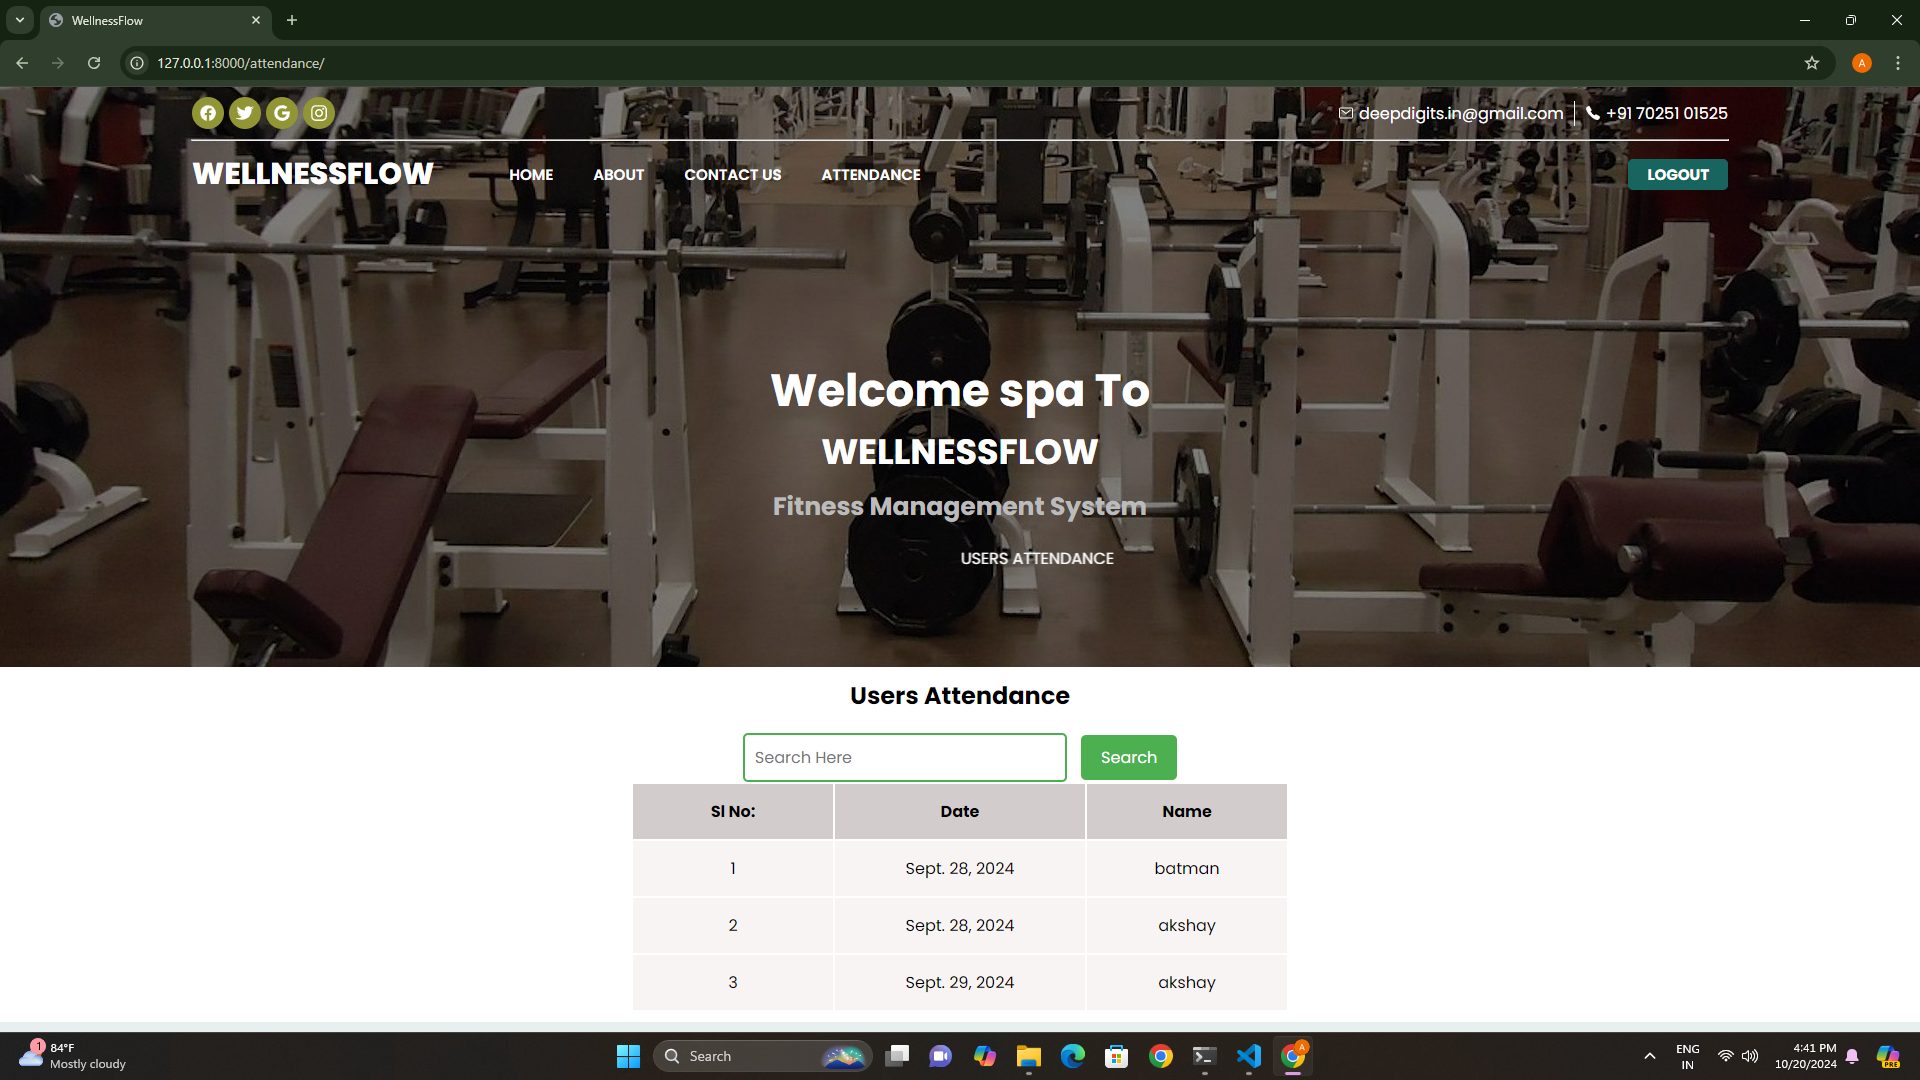 WellnessFlow
127.0.0.1:8000/attendance/
A
deepdigits.in@gmail.com
+91 70251 01525
WELLNESSFLOW
HOME
ABOUT
CONTACT US
ATTENDANCE
LOGOUT
Welcome spa To
WELLNESSFLOW
Fitness Management System
USERS ATTENDANCE
Users Attendance
Search Here
Search
Sl No: Date Name
1 Sept. 28, 2024 batman
2 Sept. 28, 2024 akshay
3 Sept. 29, 2024 akshay
1
84°F
Mostly cloudy
Search
A
ENG
IN
4:41 PM
10/20/2024
PRE